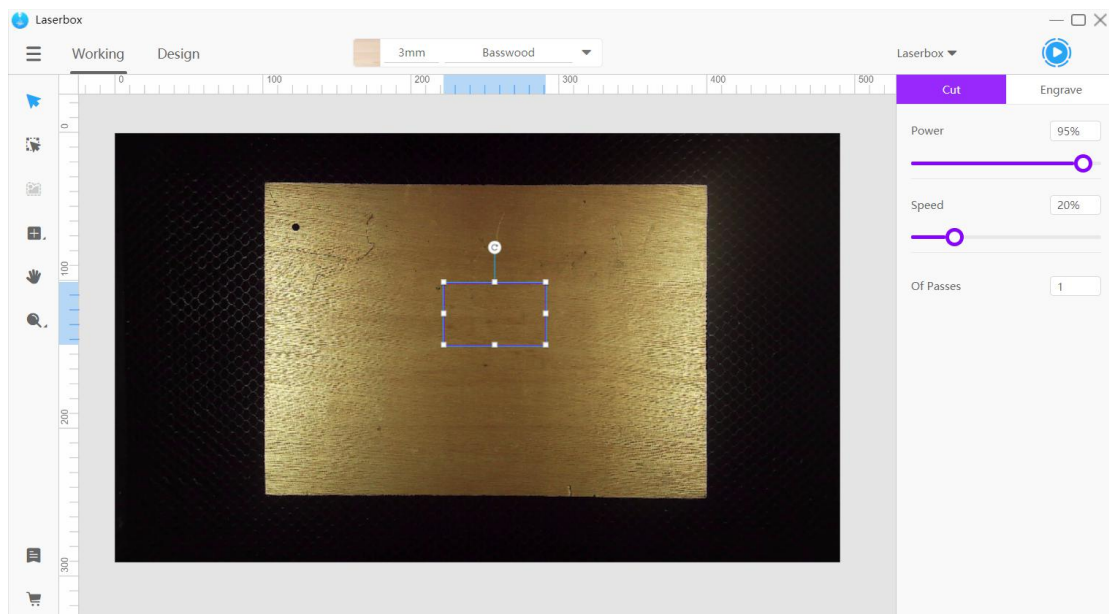 Laserbox
Working Design 3mm Basswood Laserbox
0 100 200 300 400 500
Cut Engrave
Power 95%
Speed 20%
Of Passes 1
0
100
200
300